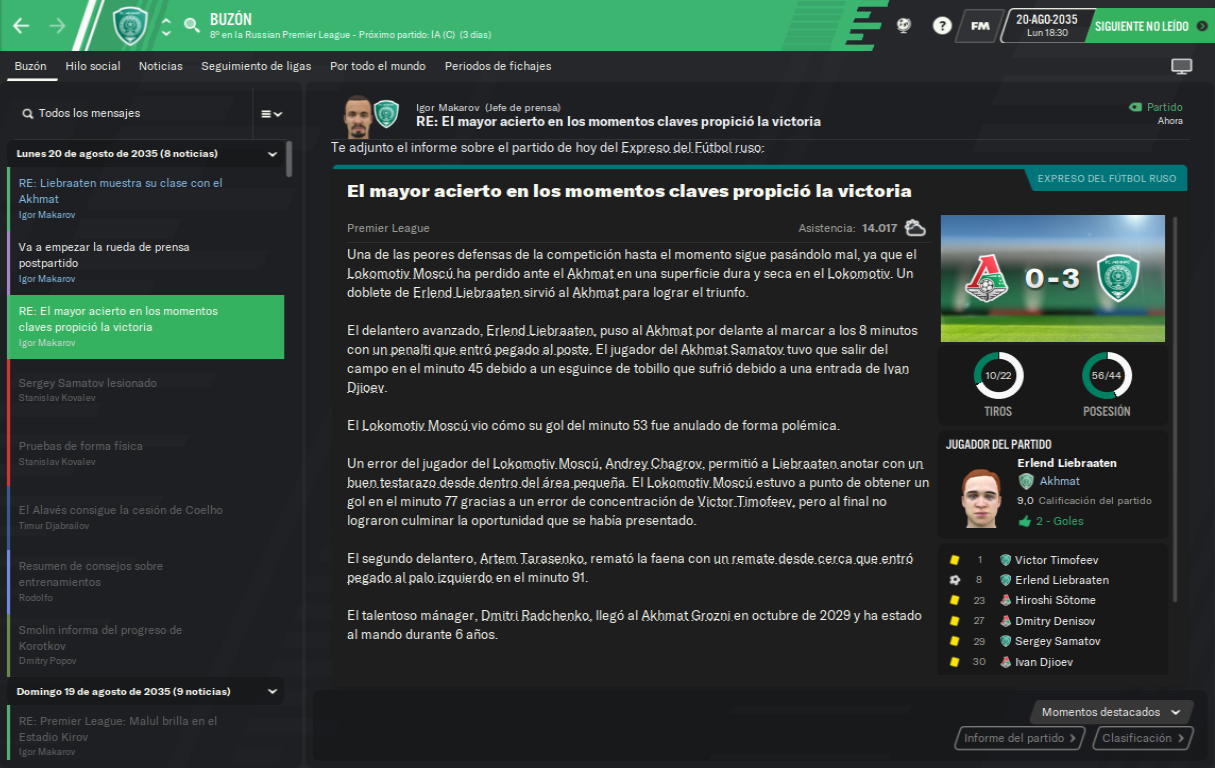 BUZÓN
8º en la Russian Premier League - Próximo partido: ÍA (C) (3 días)
FM
20-AGO-2035
Lun 18:30
SIGUIENTE NO LEÍDO
Buzón
Hilo social
Noticias
Seguimiento de ligas
Por todo el mundo
Periodos de fichajes
Todos los mensajes
Lunes 20 de agosto de 2035 (8 noticias)
RE: Liebraaten muestra su clase con el
Akhmat
Igor Makarov
Va a empezar la rueda de prensa
postpartido
Igor Makarov
RE: El mayor acierto en los momentos
claves propició la victoria
Igor Makarov
Sergey Samatov lesionado
Stanislav Kovalev
Pruebas de forma física
Stanislav Kovalev
El Alavés consigue la cesión de Coelho
Timur Djabrailov
Resumen de consejos sobre
entrenamientos
Rodolfo
Smolin informa del progreso de
Korotkov
Dmitry Popov
Domingo 19 de agosto de 2035 (9 noticias)
RE: Premier League: Malul brilla en el
Estadio Kirov
Igor Makarov
Igor Makarov (Jefe de prensa)
RE: El mayor acierto en los momentos claves propició la victoria
Partido
Ahora
Te adjunto el informe sobre el partido de hoy del Expreso del Fútbol ruso:
EXPRESO DEL FÚTBOL RUSO
El mayor acierto en los momentos claves propició la victoria
Premier League
Asistencia: 14.017
Una de las peores defensas de la competición hasta el momento sigue pasándolo mal, ya que el
Lokomotiv Moscú ha perdido ante el Akhmat en una superficie dura y seca en el Lokomotiv. Un
doblete de Erlend Liebraaten sirvió al Akhmat para lograr el triunfo.
El delantero avanzado, Erlend Liebraaten, puso al Akhmat por delante al marcar a los 8 minutos
con un penalti que entró pegado al poste. El jugador del Akhmat Samatov tuvo que salir del
campo en el minuto 45 debido a un esguince de tobillo que sufrió debido a una entrada de Ivan
Djioev.
El Lokomotiv Moscú vio cómo su gol del minuto 53 fue anulado de forma polémica.
Un error del jugador del Lokomotiv Moscú, Andrey Chagrov, permitió a Liebraaten anotar con un
buen testarazo desde dentro del área pequeña. El Lokomotiv Moscú estuvo a punto de obtener un
gol en el minuto 77 gracias a un error de concentración de Victor Timofeev, pero al final no
lograron culminar la oportunidad que se había presentado.
El segundo delantero, Artem Tarasenko, remató la faena con un remate desde cerca que entró
pegado al palo izquierdo en el minuto 91.
El talentoso mánager, Dmitri Radchenko, llegó al Akhmat Grozni en octubre de 2029 y ha estado
al mando durante 6 años.
0-3
10/22
TIROS
56/44
POSESIÓN
JUGADOR DEL PARTIDO
Erlend Liebraaten
Akhmat
9,0 Calificación del partido
2 - Goles
1 Victor Timofeev
8 Erlend Liebraaten
23 Hiroshi Sôtome
27 Dmitry Denisov
29 Sergey Samatov
30 Ivan Djioev
Momentos destacados
Informe del partido
Clasificación